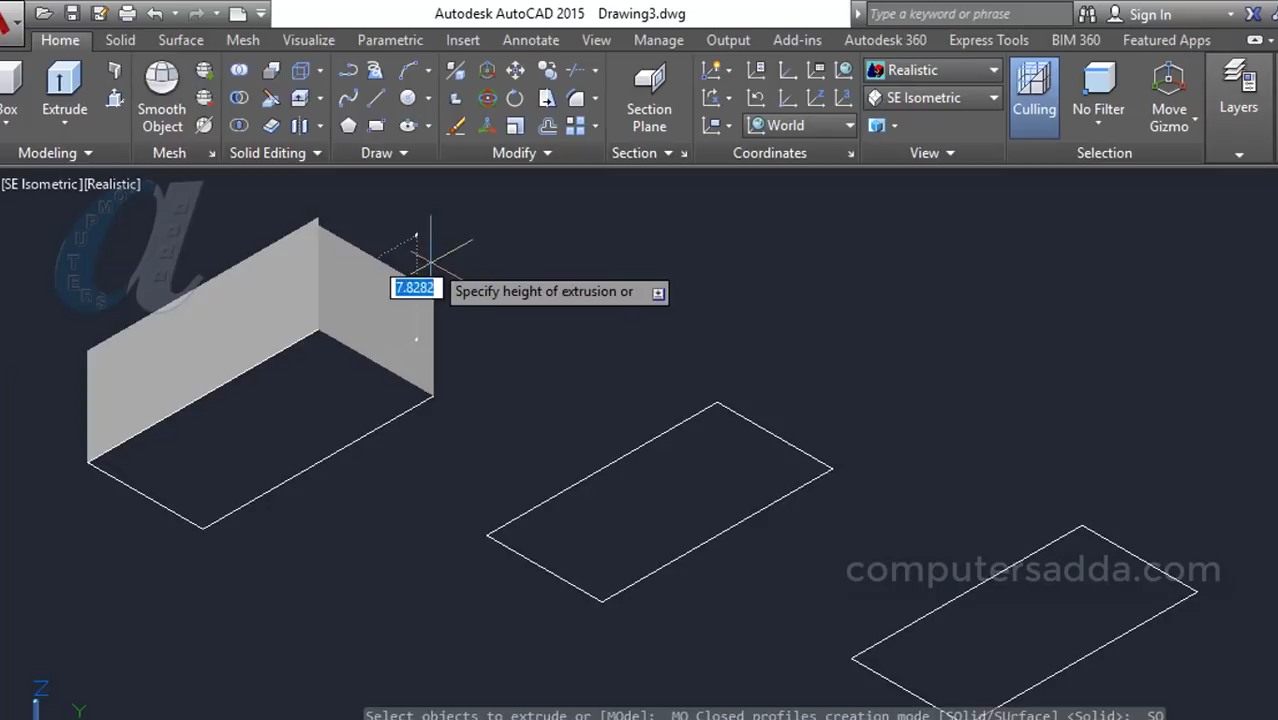 Autodesk AutoCAD 2015 Drawing3.dwg
Type a keyword or phrase
Sign In
Home Solid Surface Mesh Visualize Parametric Insert Annotate View Manage Output Add-ins Autodesk 360 Express Tools BIM 360 Featured Apps
Box
Extrude
Smooth
Object
Section
Plane
World
Realistic
SE Isometric
Culling
No Filter
Move
Gizmo
Layers
Modeling Mesh Solid Editing Draw Modify Section Coordinates View Selection
[SE Isometric][Realistic]
COMPUTERS
adda
7.8282
Specify height of extrusion or
computersadda.com
Z
Y
Select objects to extrude or [MOde]: _MO Closed profiles creation mode [SOlid/SUrface] <Solid>: _SO